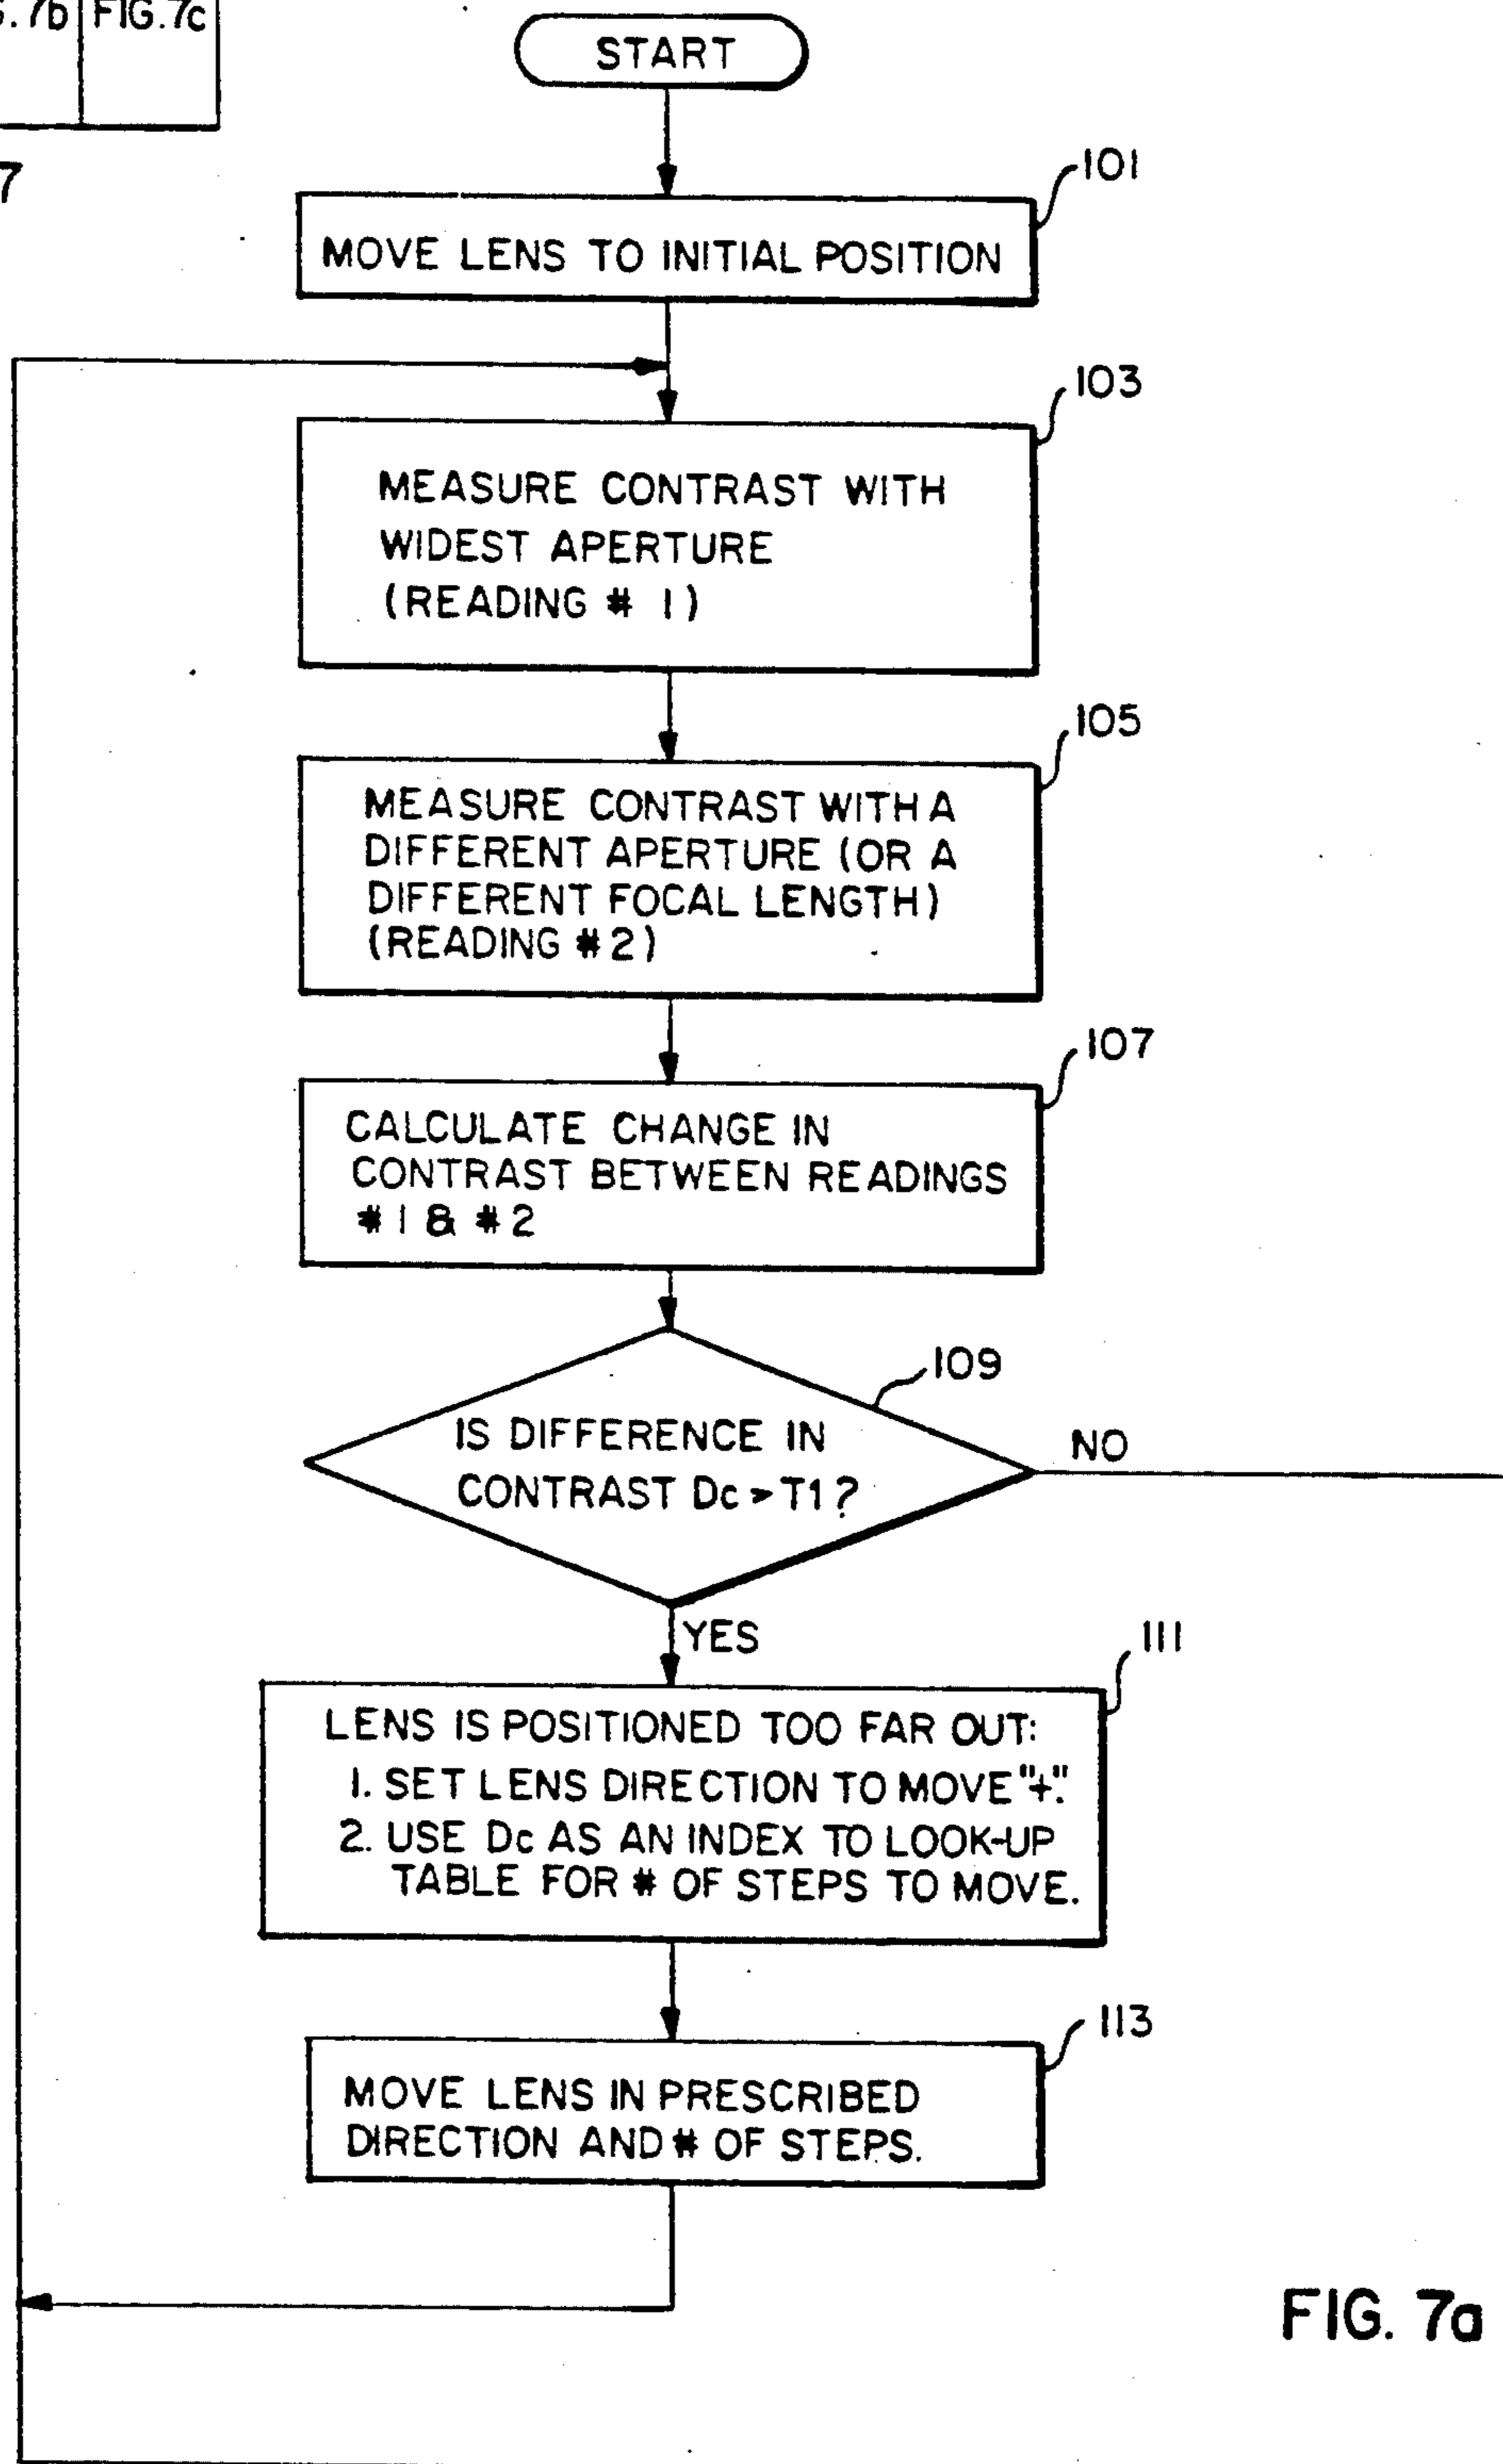 FIG. 7b FIG. 7c
7
START
101
MOVE LENS TO INITIAL POSITION
103
MEASURE CONTRAST WITH
WIDEST APERTURE
(READING # 1)
105
MEASURE CONTRAST WITH A
DIFFERENT APERTURE (OR A
DIFFERENT FOCAL LENGTH)
(READING #2)
107
CALCULATE CHANGE IN
CONTRAST BETWEEN READINGS
#1 & #2
109
IS DIFFERENCE IN
CONTRAST Dc > T1?
NO
YES
111
LENS IS POSITIONED TOO FAR OUT:
1. SET LENS DIRECTION TO MOVE "+".
2. USE Dc AS AN INDEX TO LOOK-UP
TABLE FOR # OF STEPS TO MOVE.
113
MOVE LENS IN PRESCRIBED
DIRECTION AND # OF STEPS.
FIG. 7a